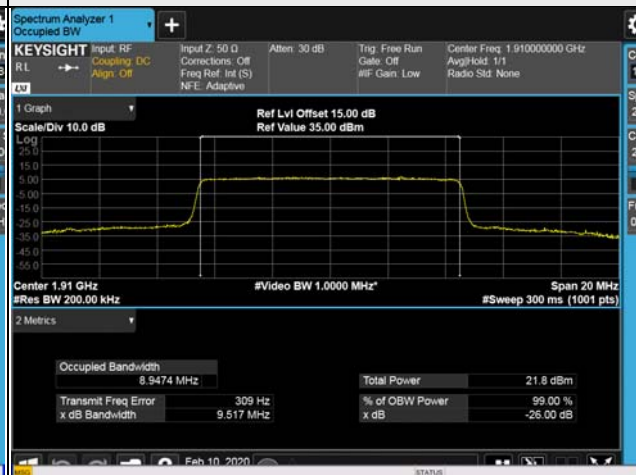 Spectrum Analyzer 1
Occupied BW
KEYSIGHT Input: RF Input Z: 50 Ω Atten: 30 dB Trig: Free Run Center Freq: 1.910000000 GHz
RL Coupling: DC Corrections: Off Gate: Off Avg|Hold: 1/1
Align: Off Freq Ref: Int (S) #IF Gain: Low Radio Std: None
NFE: Adaptive
1 Graph
Ref Lvl Offset 15.00 dB
Scale/Div 10.0 dB Ref Value 35.00 dBm
Log
25.0
15.0
5.00
-5.00
-15.0
-25.0
-35.0
-45.0
-55.0
Center 1.91 GHz #Video BW 1.0000 MHz* Span 20 MHz
#Res BW 200.00 kHz #Sweep 300 ms (1001 pts)
2 Metrics
Occupied Bandwidth
8.9474 MHz Total Power 21.8 dBm
Transmit Freq Error 309 Hz % of OBW Power 99.00 %
x dB Bandwidth 9.517 MHz x dB -26.00 dB
Feb 10, 2020
MSG STATUS